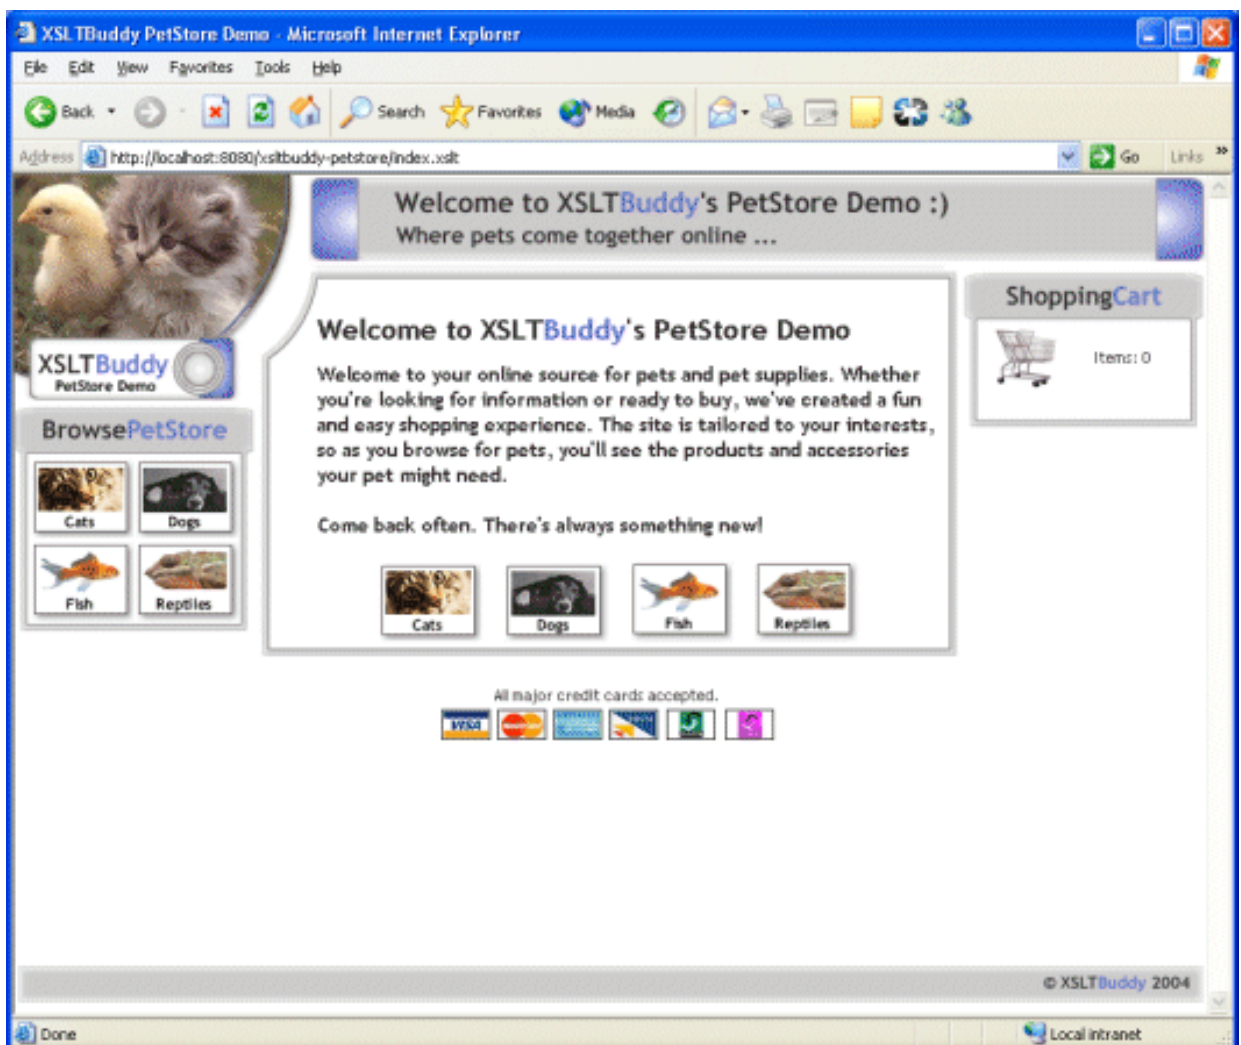 XSLTBuddy PetStore Demo - Microsoft Internet Explorer
File Edit View Favorites Tools Help
Back Search Favorites Media
Address http://localhost:8080/xsltbuddy-petstore/index.xslt Go Links »
Welcome to XSLTBuddy's PetStore Demo :)
Where pets come together online ...
XSLTBuddy
PetStore Demo
BrowsePetStore
Cats Dogs
Fish Reptiles
Welcome to XSLTBuddy's PetStore Demo
Welcome to your online source for pets and pet supplies. Whether
you're looking for information or ready to buy, we've created a fun
and easy shopping experience. The site is tailored to your interests,
so as you browse for pets, you'll see the products and accessories
your pet might need.
Come back often. There's always something new!
Cats Dogs Fish Reptiles
ShoppingCart
Items: 0
All major credit cards accepted.
VISA
© XSLTBuddy 2004
Done Local intranet